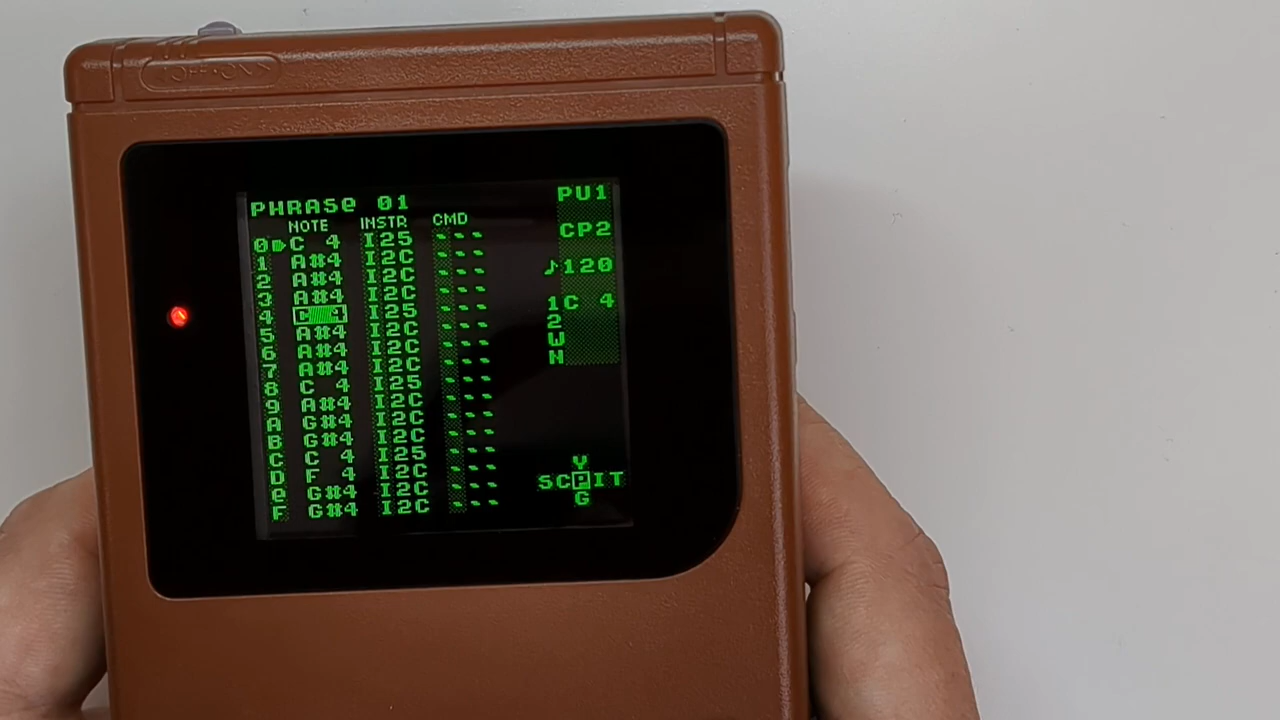 OFF•ON
PHRASe 01
NOTE INSTR CMD
0 C 4 I25 ---
1 A#4 I2C ---
2 A#4 I2C ---
3 A#4 I2C ---
4 C 4 I25 ---
5 A#4 I2C ---
6 A#4 I2C ---
7 A#4 I2C ---
8 C 4 I25 ---
9 A#4 I2C ---
A G#4 I2C ---
B G#4 I2C ---
C C 4 I25 ---
D F 4 I2C ---
e G#4 I2C ---
F G#4 I2C ---
PU1
CP2
♪120
1C 4
2
W
N
Y
SCPIT
G